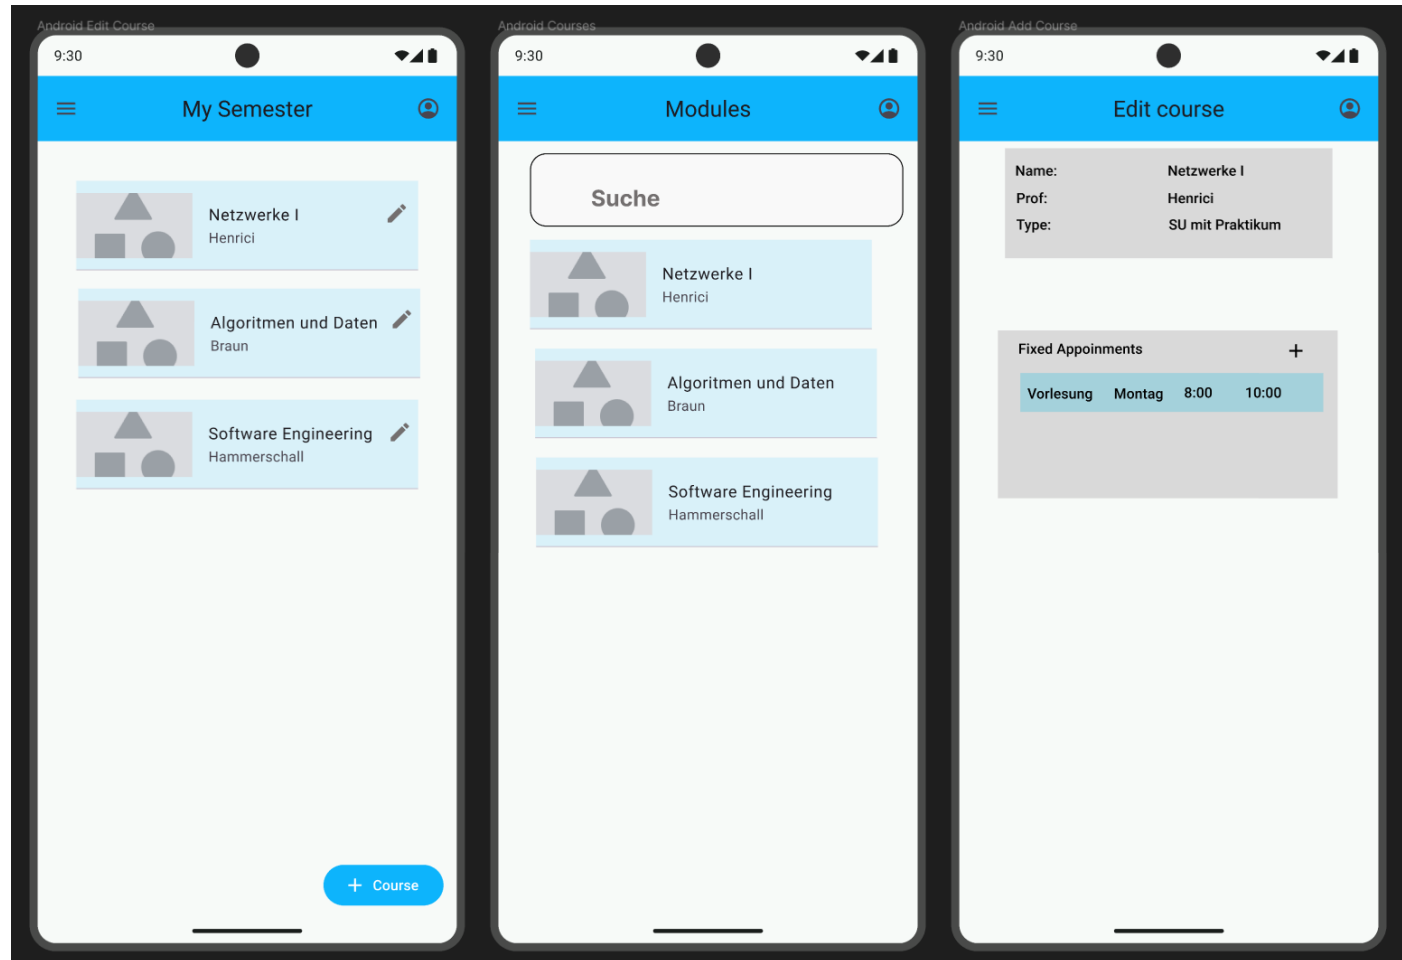 Android Edit Course
9:30
My Semester
Netzwerke I
Henrici
Algoritmen und Daten
Braun
Software Engineering
Hammerschall
+ Course
Android Courses
9:30
Modules
Suche
Netzwerke I
Henrici
Algoritmen und Daten
Braun
Software Engineering
Hammerschall
Android Add Course
9:30
Edit course
Name: Netzwerke I
Prof: Henrici
Type: SU mit Praktikum
Fixed Appoinments +
Vorlesung Montag 8:00 10:00